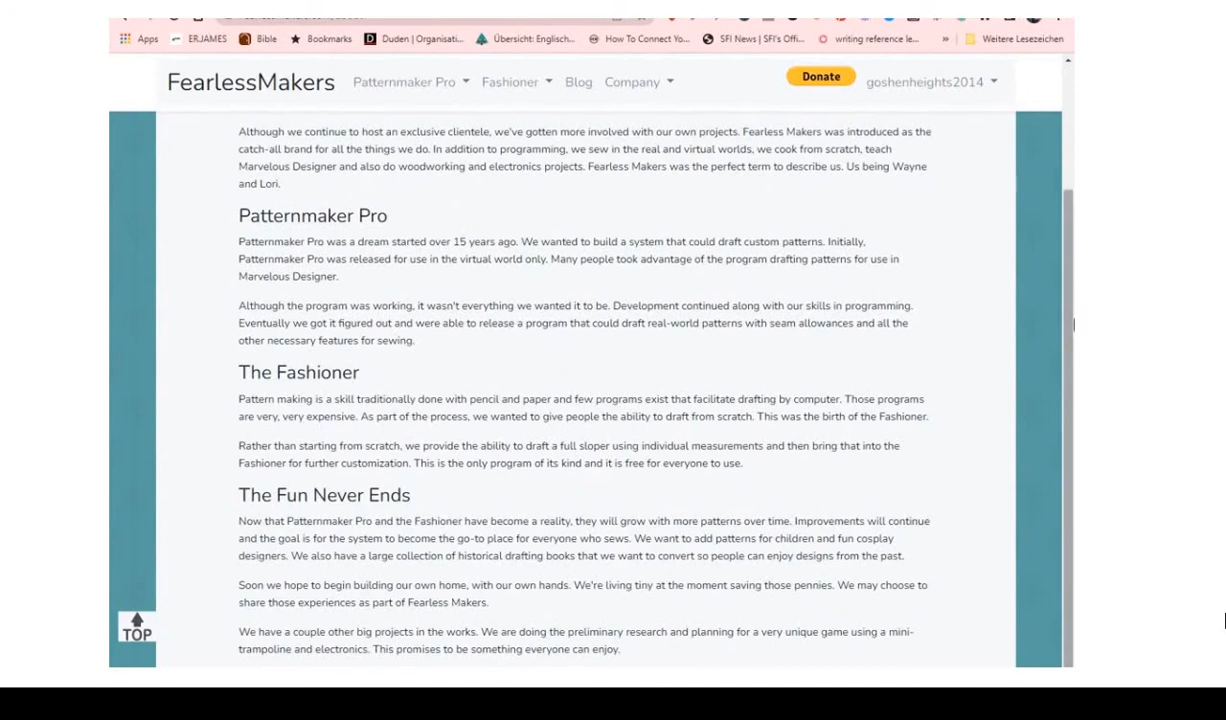 Apps ERJAMES Bible Bookmarks Duden | Organisati... Übersicht: Englisch... How To Connect Yo... SFI News | SFI's Offi... writing reference le... » Weitere Lesezeichen
FearlessMakers Patternmaker Pro Fashioner Blog Company Donate goshenheights2014
Although we continue to host an exclusive clientele, we've gotten more involved with our own projects. Fearless Makers was introduced as the
catch-all brand for all the things we do. In addition to programming, we sew in the real and virtual worlds, we cook from scratch, teach
Marvelous Designer and also do woodworking and electronics projects. Fearless Makers was the perfect term to describe us. Us being Wayne
and Lori.
Patternmaker Pro
Patternmaker Pro was a dream started over 15 years ago. We wanted to build a system that could draft custom patterns. Initially,
Patternmaker Pro was released for use in the virtual world only. Many people took advantage of the program drafting patterns for use in
Marvelous Designer.
Although the program was working, it wasn't everything we wanted it to be. Development continued along with our skills in programming.
Eventually we got it figured out and were able to release a program that could draft real-world patterns with seam allowances and all the
other necessary features for sewing.
The Fashioner
Pattern making is a skill traditionally done with pencil and paper and few programs exist that facilitate drafting by computer. Those programs
are very, very expensive. As part of the process, we wanted to give people the ability to draft from scratch. This was the birth of the Fashioner.
Rather than starting from scratch, we provide the ability to draft a full sloper using individual measurements and then bring that into the
Fashioner for further customization. This is the only program of its kind and it is free for everyone to use.
The Fun Never Ends
Now that Patternmaker Pro and the Fashioner have become a reality, they will grow with more patterns over time. Improvements will continue
and the goal is for the system to become the go-to place for everyone who sews. We want to add patterns for children and fun cosplay
designers. We also have a large collection of historical drafting books that we want to convert so people can enjoy designs from the past.
Soon we hope to begin building our own home, with our own hands. We're living tiny at the moment saving those pennies. We may choose to
share those experiences as part of Fearless Makers.
We have a couple other big projects in the works. We are doing the preliminary research and planning for a very unique game using a mini-
trampoline and electronics. This promises to be something everyone can enjoy.
TOP